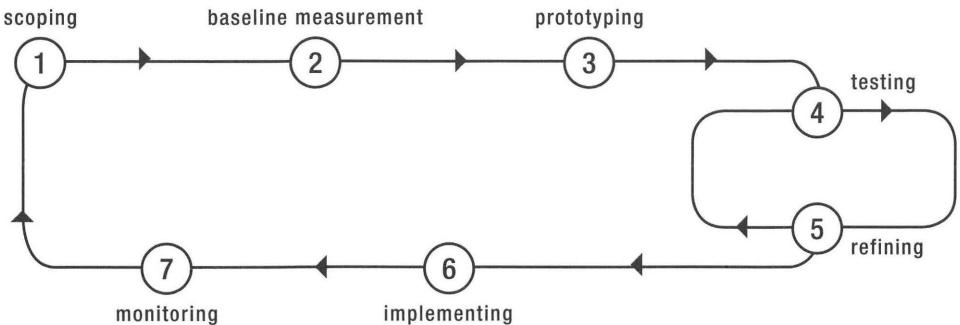 scoping
baseline measurement
prototyping
1
2
3
testing
4
5
refining
7
6
monitoring
implementing